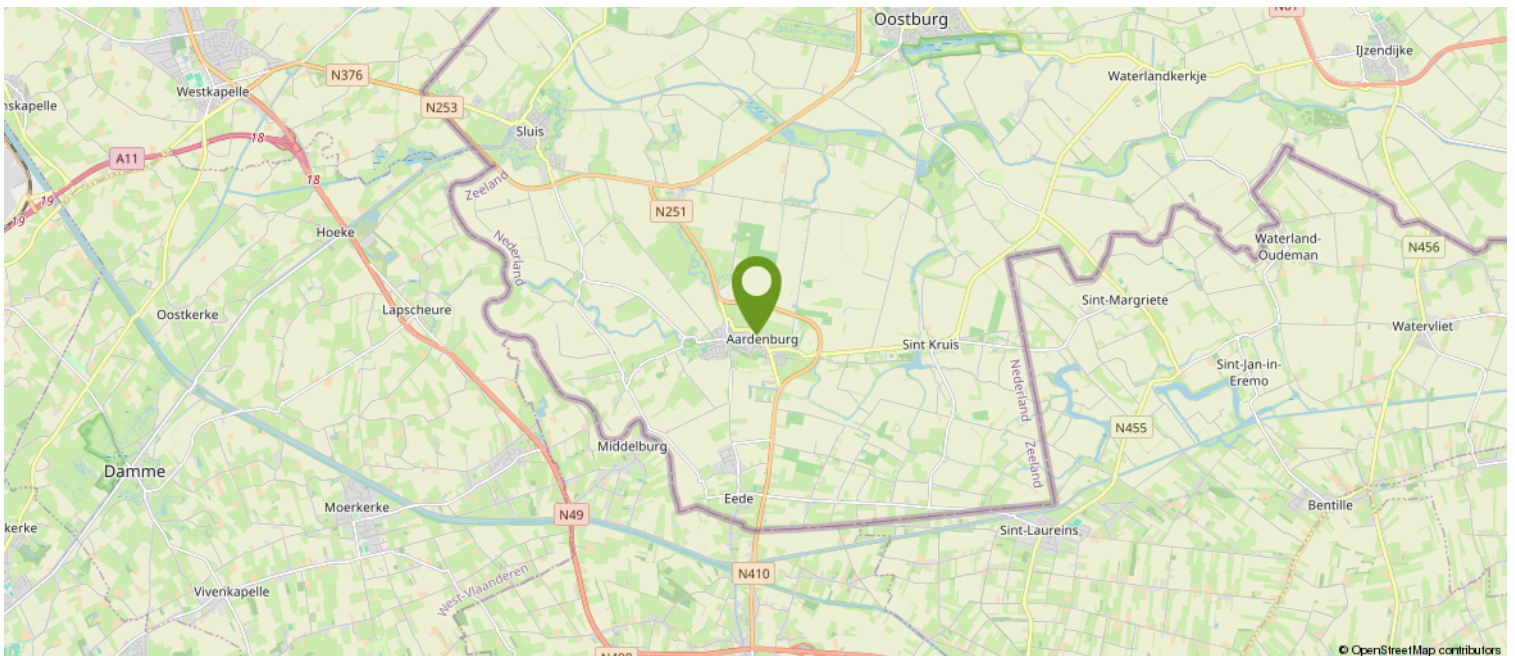 Oostburg
N61
IJzendijke
Waterlandkerkje
Westkapelle
N376
N253
Sluis
A11
18
18
19
19
Zeeland
N251
Hoeke
Nederland
Waterland-
Oudeman
N456
Sint-Margriete
Oostkerke
Lapscheure
Aardenburg
Sint Kruis
Watervliet
Sint-Jan-in-
Eremo
Nederland
Zeeland
N455
Middelburg
Damme
Eede
Moerkerke
N49
Bentille
Sint-Laureins
kerke
N410
West-Vlaanderen
Vivenkapelle
© OpenStreetMap contributors